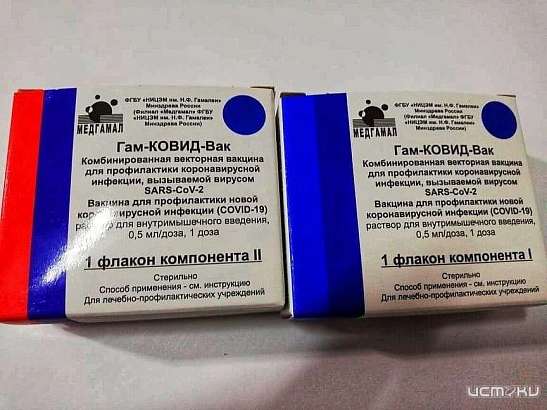 МЕДГАМАЛ
ФГБУ «НИЦЭМ им. Н.Ф. Гамалеи»
Минздрава России
(Филиал «Медгамал» ФГБУ
«НИЦЭМ им. Н.Ф. Гамалеи»
Минздрава России)
Гам-КОВИД-Вак
Комбинированная векторная вакцина
для профилактики коронавирусной
инфекции, вызываемой вирусом
SARS-CoV-2
Вакцина для профилактики новой
коронавирусной инфекции (COVID-19)
раствор для внутримышечного введения,
0,5 мл/доза, 1 доза
1 флакон компонента II
Стерильно
Способ применения - см. инструкцию
Для лечебно-профилактических учреждений
МЕДГАМАЛ
ФГБУ «НИЦЭМ им. Н.Ф. Гамалеи»
Минздрава России
(Филиал «Медгамал» ФГБУ
«НИЦЭМ им. Н.Ф. Гамалеи»
Минздрава России)
Гам-КОВИД-Вак
Комбинированная векторная вакцина
для профилактики коронавирусной
инфекции, вызываемой вирусом
SARS-CoV-2
Вакцина для профилактики новой
коронавирусной инфекции (COVID-19)
раствор для внутримышечного введения,
0,5 мл/доза, 1 доза
1 флакон компонента I
Стерильно
Способ применения - см. инструкцию
Для лечебно-профилактических учреждений
истоки